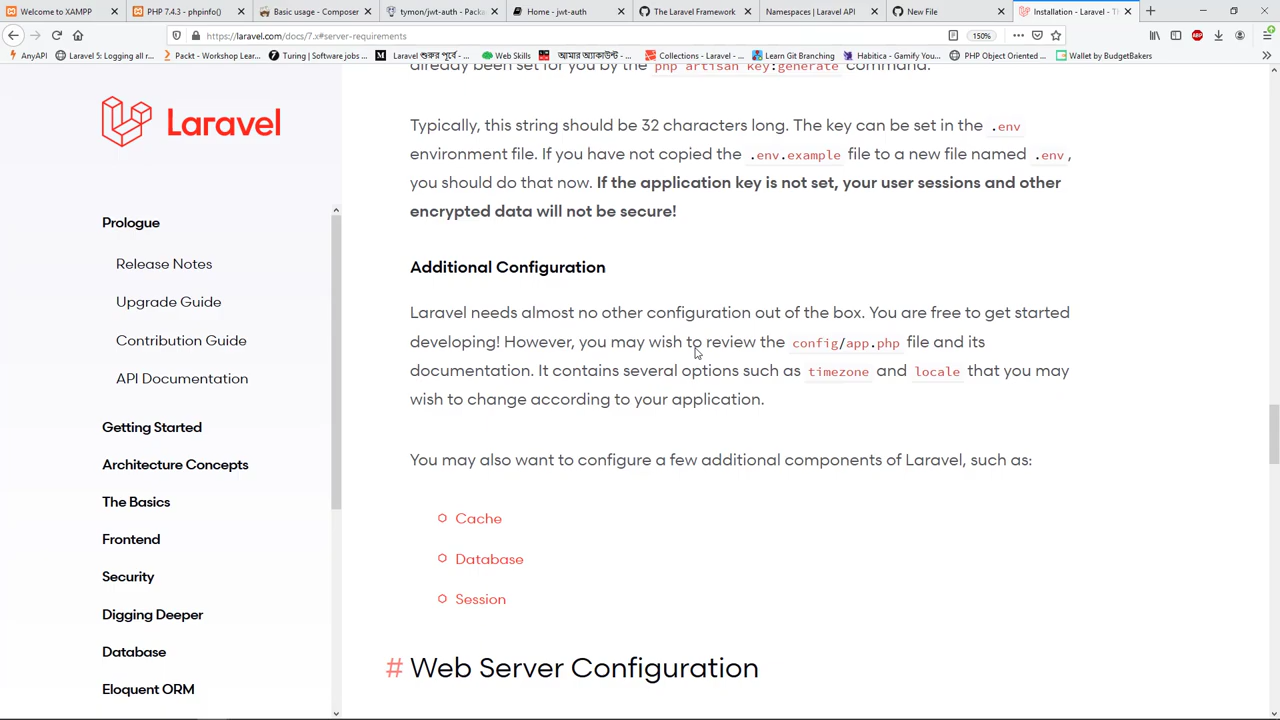 Welcome to XAMPP
PHP 7.4.3 - phpinfo()
Basic usage - Composer
tymon/jwt-auth - Pack
Home - jwt-auth
The Laravel Framework
Namespaces | Laravel API
New File
Installation - Laravel - Th
https://laravel.com/docs/7.x#server-requirements
150%
AnyAPI
Laravel 5: Logging all r...
Packt - Workshop Lear...
Turing | Software jobs...
Laravel শুরুর পূর্বে - ...
Web Skills
আমার অ্যাকাউন্ট
Collections - Laravel - ...
Learn Git Branching
Habitica - Gamify You...
PHP Object Oriented ...
Wallet by BudgetBakers
already been set for you by the php artisan key:generate command.
Laravel
Typically, this string should be 32 characters long. The key can be set in the .env
environment file. If you have not copied the .env.example file to a new file named .env,
you should do that now. If the application key is not set, your user sessions and other
encrypted data will not be secure!
Prologue
Release Notes
Upgrade Guide
Contribution Guide
API Documentation
Getting Started
Architecture Concepts
The Basics
Frontend
Security
Digging Deeper
Database
Eloquent ORM
Additional Configuration
Laravel needs almost no other configuration out of the box. You are free to get started
developing! However, you may wish to review the config/app.php file and its
documentation. It contains several options such as timezone and locale that you may
wish to change according to your application.
You may also want to configure a few additional components of Laravel, such as:
Cache
Database
Session
# Web Server Configuration